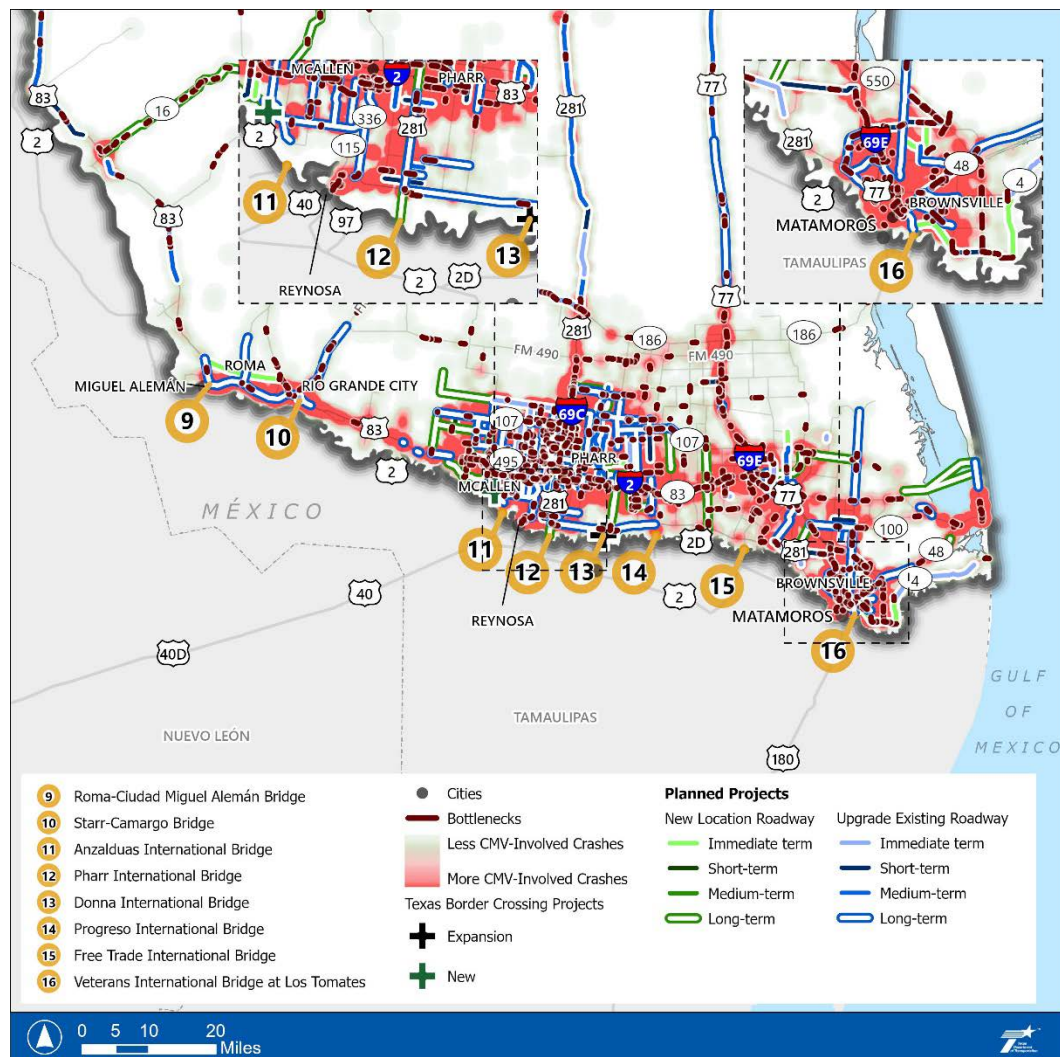 83
2
16
83
MCALLEN
2
PHARR
83
281
336
115
2
11
40
97
12
13
2
2D
REYNOSA
281
77
550
281
69E
77
48
4
2
BROWNSVILLE
MATAMOROS
TAMAULIPAS
16
77
281
186
186
FM 490
FM 490
ROMA
MIGUEL ALEMÁN
RIO GRANDE CITY
9
10
83
2
107
69C
495
PHARR
107
69E
MCALLEN
2
83
77
281
100
11
12
13
14
2D
15
281
48
4
BROWNSVILLE
MATAMOROS
16
2
REYNOSA
40
40D
MÉXICO
NUEVO LEÓN
TAMAULIPAS
180
GULF
OF
MEXICO
9 Roma-Ciudad Miguel Alemán Bridge
10 Starr-Camargo Bridge
11 Anzalduas International Bridge
12 Pharr International Bridge
13 Donna International Bridge
14 Progreso International Bridge
15 Free Trade International Bridge
16 Veterans International Bridge at Los Tomates
Cities
Bottlenecks
Less CMV-Involved Crashes
More CMV-Involved Crashes
Texas Border Crossing Projects
Expansion
New
Planned Projects
New Location Roadway
Immediate term
Short-term
Medium-term
Long-term
Upgrade Existing Roadway
Immediate term
Short-term
Medium-term
Long-term
0 5 10 20
Miles